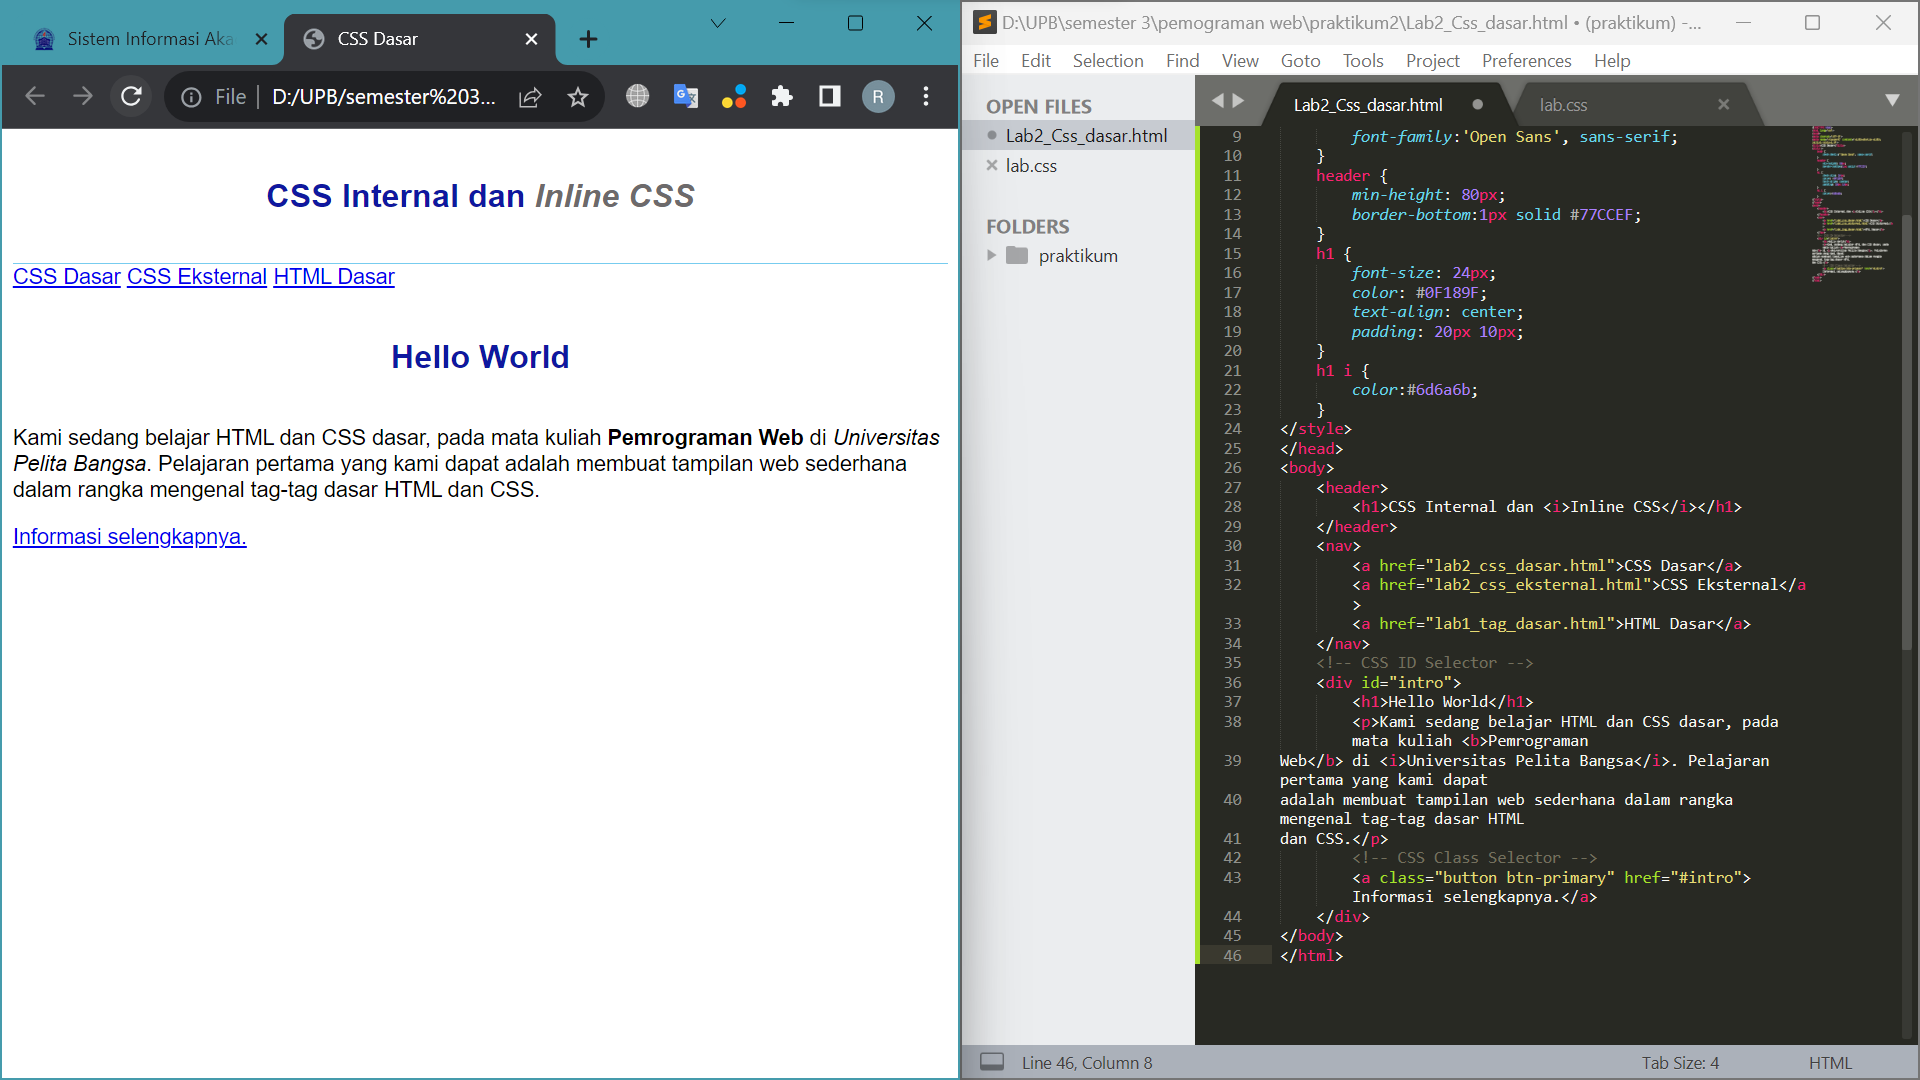 Sistem Informasi Aka
CSS Dasar
File
D:/UPB/semester%203...
R
CSS Internal dan Inline CSS
CSS Dasar CSS Eksternal HTML Dasar
Hello World
Kami sedang belajar HTML dan CSS dasar, pada mata kuliah Pemrograman Web di Universitas
Pelita Bangsa. Pelajaran pertama yang kami dapat adalah membuat tampilan web sederhana
dalam rangka mengenal tag-tag dasar HTML dan CSS.
Informasi selengkapnya.
D:\UPB\semester 3\pemograman web\praktikum2\Lab2_Css_dasar.html • (praktikum) -...
File Edit Selection Find View Goto Tools Project Preferences Help
OPEN FILES
Lab2_Css_dasar.html
lab.css
FOLDERS
praktikum
Lab2_Css_dasar.html
lab.css
9 font-family:'Open Sans', sans-serif;
10 }
11 header {
12 min-height: 80px;
13 border-bottom:1px solid #77CCEF;
14 }
15 h1 {
16 font-size: 24px;
17 color: #0F189F;
18 text-align: center;
19 padding: 20px 10px;
20 }
21 h1 i {
22 color:#6d6a6b;
23 }
24 </style>
25 </head>
26 <body>
27 <header>
28 <h1>CSS Internal dan <i>Inline CSS</i></h1>
29 </header>
30 <nav>
31 <a href="lab2_css_dasar.html">CSS Dasar</a>
32 <a href="lab2_css_eksternal.html">CSS Eksternal</a
>
33 <a href="lab1_tag_dasar.html">HTML Dasar</a>
34 </nav>
35 <!-- CSS ID Selector -->
36 <div id="intro">
37 <h1>Hello World</h1>
38 <p>Kami sedang belajar HTML dan CSS dasar, pada
mata kuliah <b>Pemrograman
39 Web</b> di <i>Universitas Pelita Bangsa</i>. Pelajaran
pertama yang kami dapat
40 adalah membuat tampilan web sederhana dalam rangka
mengenal tag-tag dasar HTML
41 dan CSS.</p>
42 <!-- CSS Class Selector -->
43 <a class="button btn-primary" href="#intro">
Informasi selengkapnya.</a>
44 </div>
45 </body>
46 </html>
Line 46, Column 8
Tab Size: 4
HTML